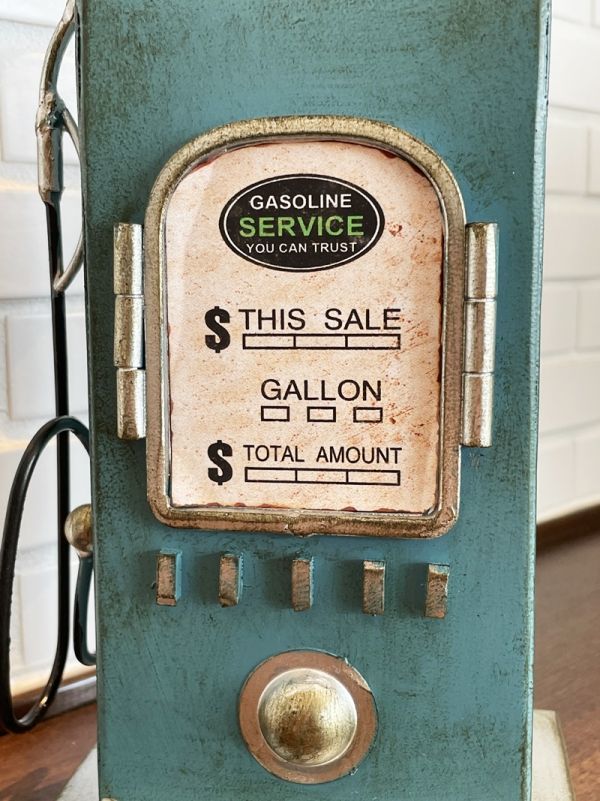 GASOLINE
SERVICE
YOU CAN TRUST
$ THIS SALE
GALLON
$ TOTAL AMOUNT